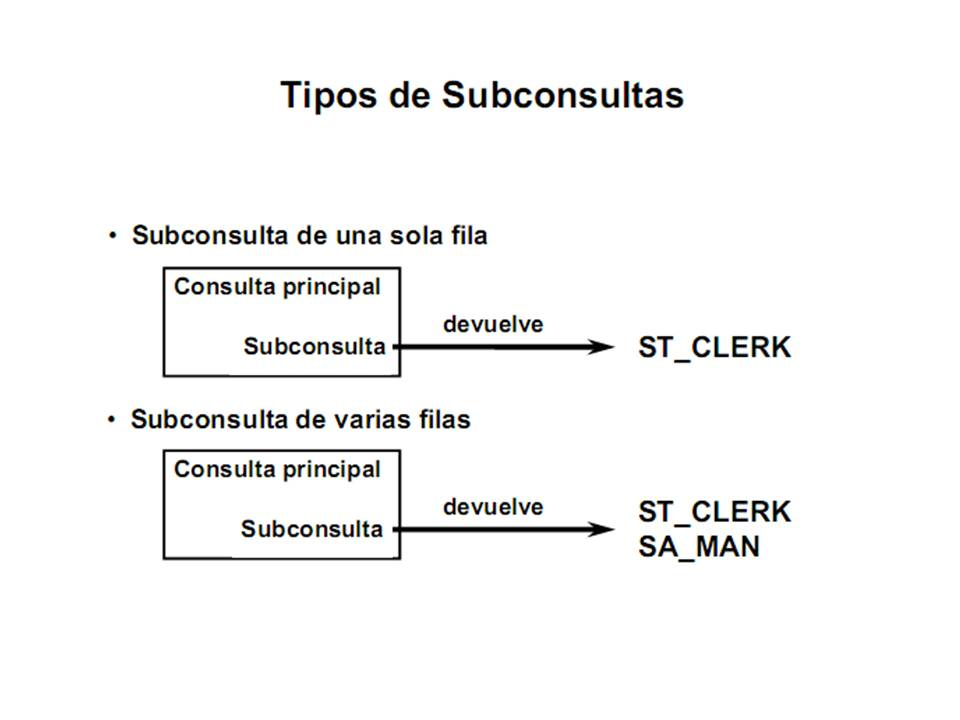 Tipos de Subconsultas
• Subconsulta de una sola fila
Consulta principal
devuelve
Subconsulta
ST_CLERK
• Subconsulta de varias filas
Consulta principal
devuelve
Subconsulta
ST_CLERK
SA_MAN